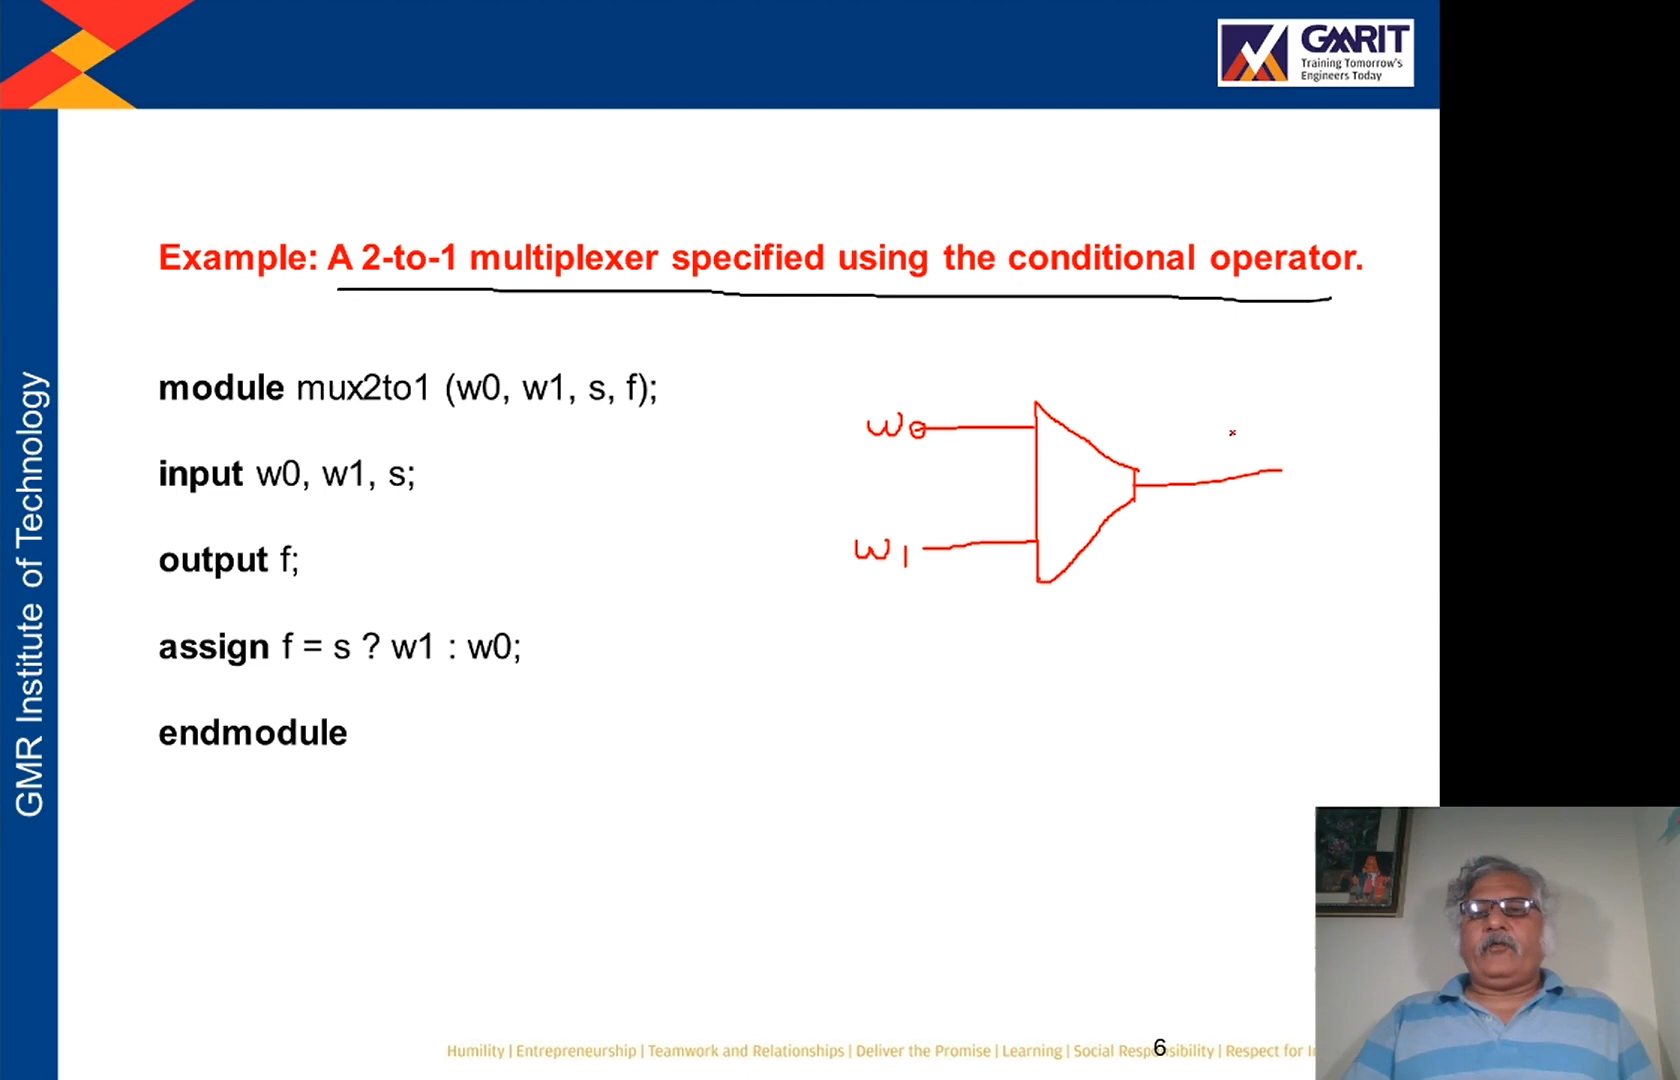 GMRIT
Training Tomorrow's
Engineers Today
GMR Institute of Technology
Example: A 2-to-1 multiplexer specified using the conditional operator.
module mux2to1 (w0, w1, s, f);
input w0, w1, s;
output f;
assign f = s ? w1 : w0;
endmodule
w0
w1
Humility | Entrepreneurship | Teamwork and Relationships | Deliver the Promise | Learning | Social Responsibility | Respect for
6